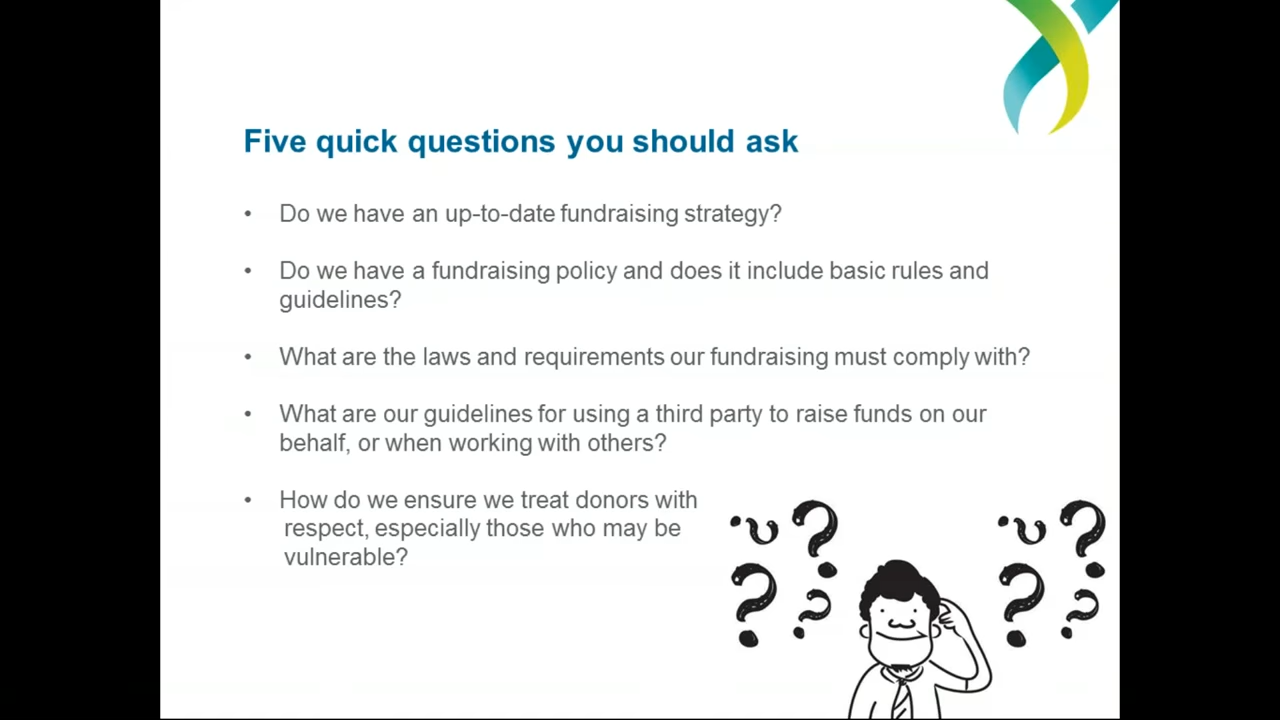 Five quick questions you should ask
• Do we have an up-to-date fundraising strategy?
• Do we have a fundraising policy and does it include basic rules and
guidelines?
• What are the laws and requirements our fundraising must comply with?
• What are our guidelines for using a third party to raise funds on our
behalf, or when working with others?
• How do we ensure we treat donors with
respect, especially those who may be
vulnerable?